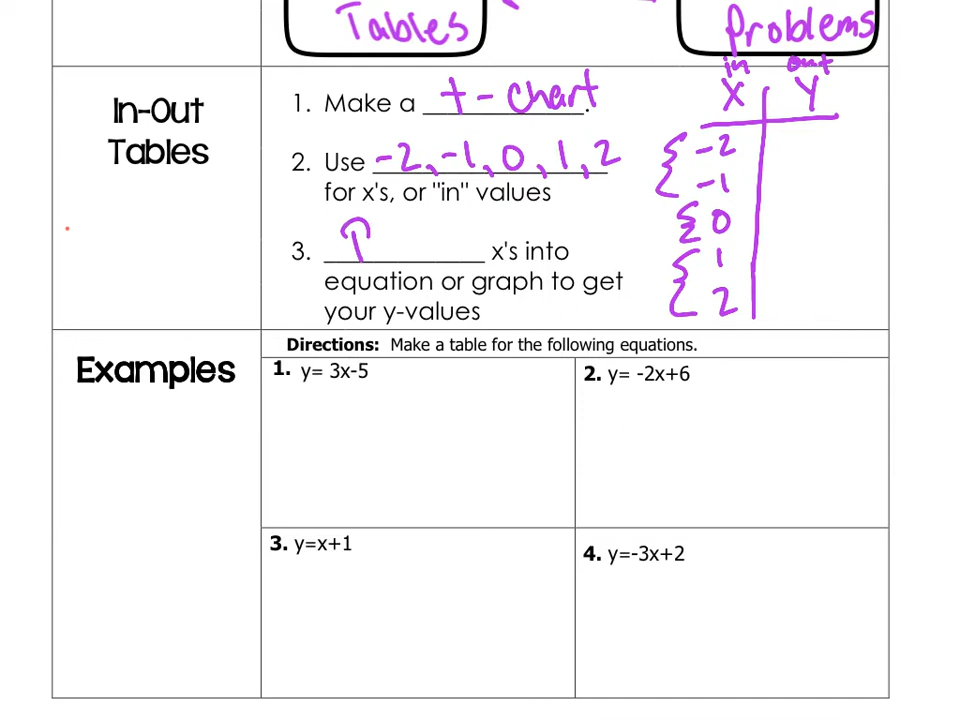 Tables
Problems
In-Out
Tables
1. Make a t-chart.
2. Use -2, -1, 0, 1, 2
for x's, or "in" values
3. ____________ x's into
equation or graph to get
your y-values
in out
X Y
-2
-1
0
1
2
Examples
Directions: Make a table for the following equations.
1. y= 3x-5
2. y= -2x+6
3. y=x+1
4. y=-3x+2